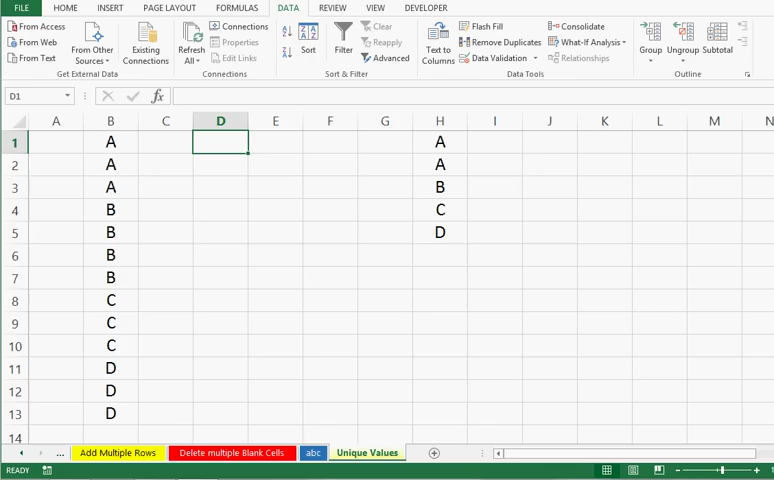 FILE HOME INSERT PAGE LAYOUT FORMULAS DATA REVIEW VIEW DEVELOPER
From Access
From Web
From Text
From Other
Sources
Get External Data
Existing
Connections
Refresh
All
Connections
Properties
Edit Links
Connections
A
Z
Z
A
Z A
A Z
Sort
Filter
Clear
Reapply
Advanced
Sort & Filter
Text to
Columns
Flash Fill
Remove Duplicates
Data Validation
Consolidate
What-If Analysis
Relationships
Data Tools
Group
Ungroup
Subtotal
Outline
D1 fx
A B C D E F G H I J K L M N
1 A A
2 A A
3 A B
4 B C
5 B D
6 B
7 B
8 C
9 C
10 C
11 D
12 D
13 D
14
... Add Multiple Rows Delete multiple Blank Cells abc Unique Values
READY